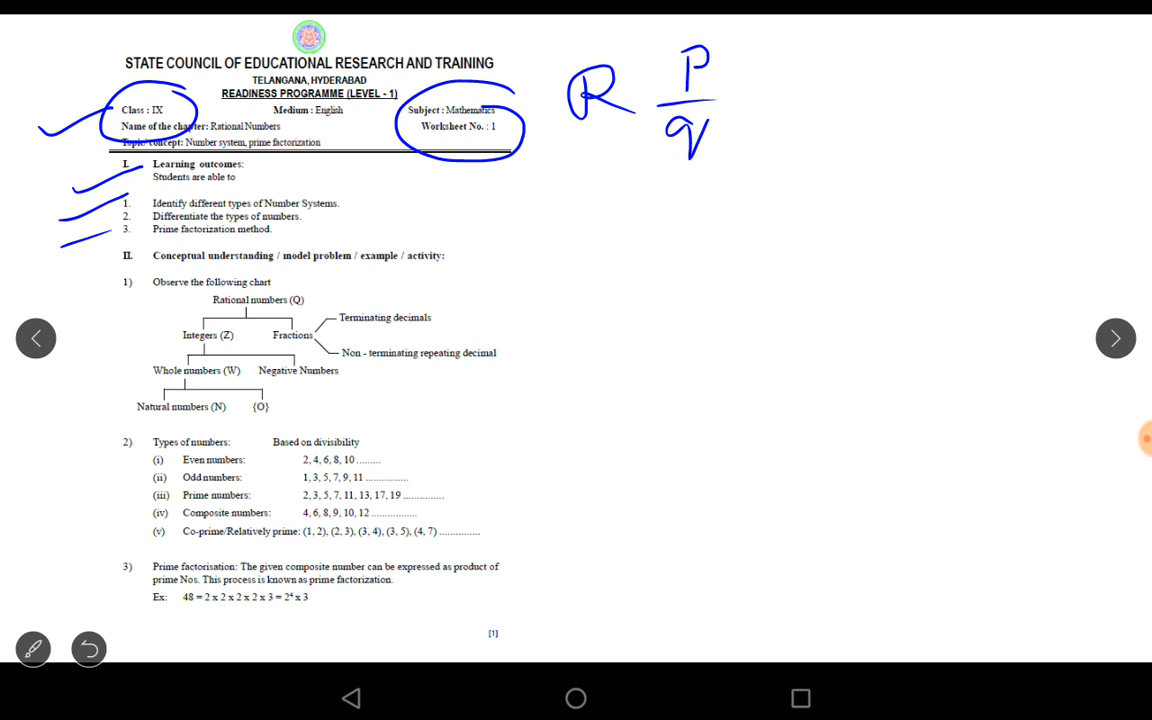 STATE COUNCIL OF EDUCATIONAL RESEARCH AND TRAINING
TELANGANA, HYDERABAD
READINESS PROGRAMME (LEVEL - 1)
Class : IX Medium : English Subject : Mathematics
Name of the chapter: Rational Numbers Worksheet No. : 1
Topic/concept: Number system, prime factorization
I. Learning outcomes:
Students are able to
1. Identify different types of Number Systems.
2. Differentiate the types of numbers.
3. Prime factorization method.
II. Conceptual understanding / model problem / example / activity:
1) Observe the following chart
Rational numbers (Q)
Terminating decimals
Integers (Z) Fractions
Non - terminating repeating decimal
Whole numbers (W) Negative Numbers
Natural numbers (N) {O}
2) Types of numbers: Based on divisibility
(i) Even numbers: 2, 4, 6, 8, 10 .........
(ii) Odd numbers: 1, 3, 5, 7, 9, 11 ................
(iii) Prime numbers: 2, 3, 5, 7, 11, 13, 17, 19 ...............
(iv) Composite numbers: 4, 6, 8, 9, 10, 12 .................
(v) Co-prime/Relatively prime: (1, 2), (2, 3), (3, 4), (3, 5), (4, 7) ...............
3) Prime factorisation: The given composite number can be expressed as product of
prime Nos. This process is known as prime factorization.
Ex: 48 = 2 x 2 x 2 x 2 x 3 = 2⁴ x 3
[1]
R P
q